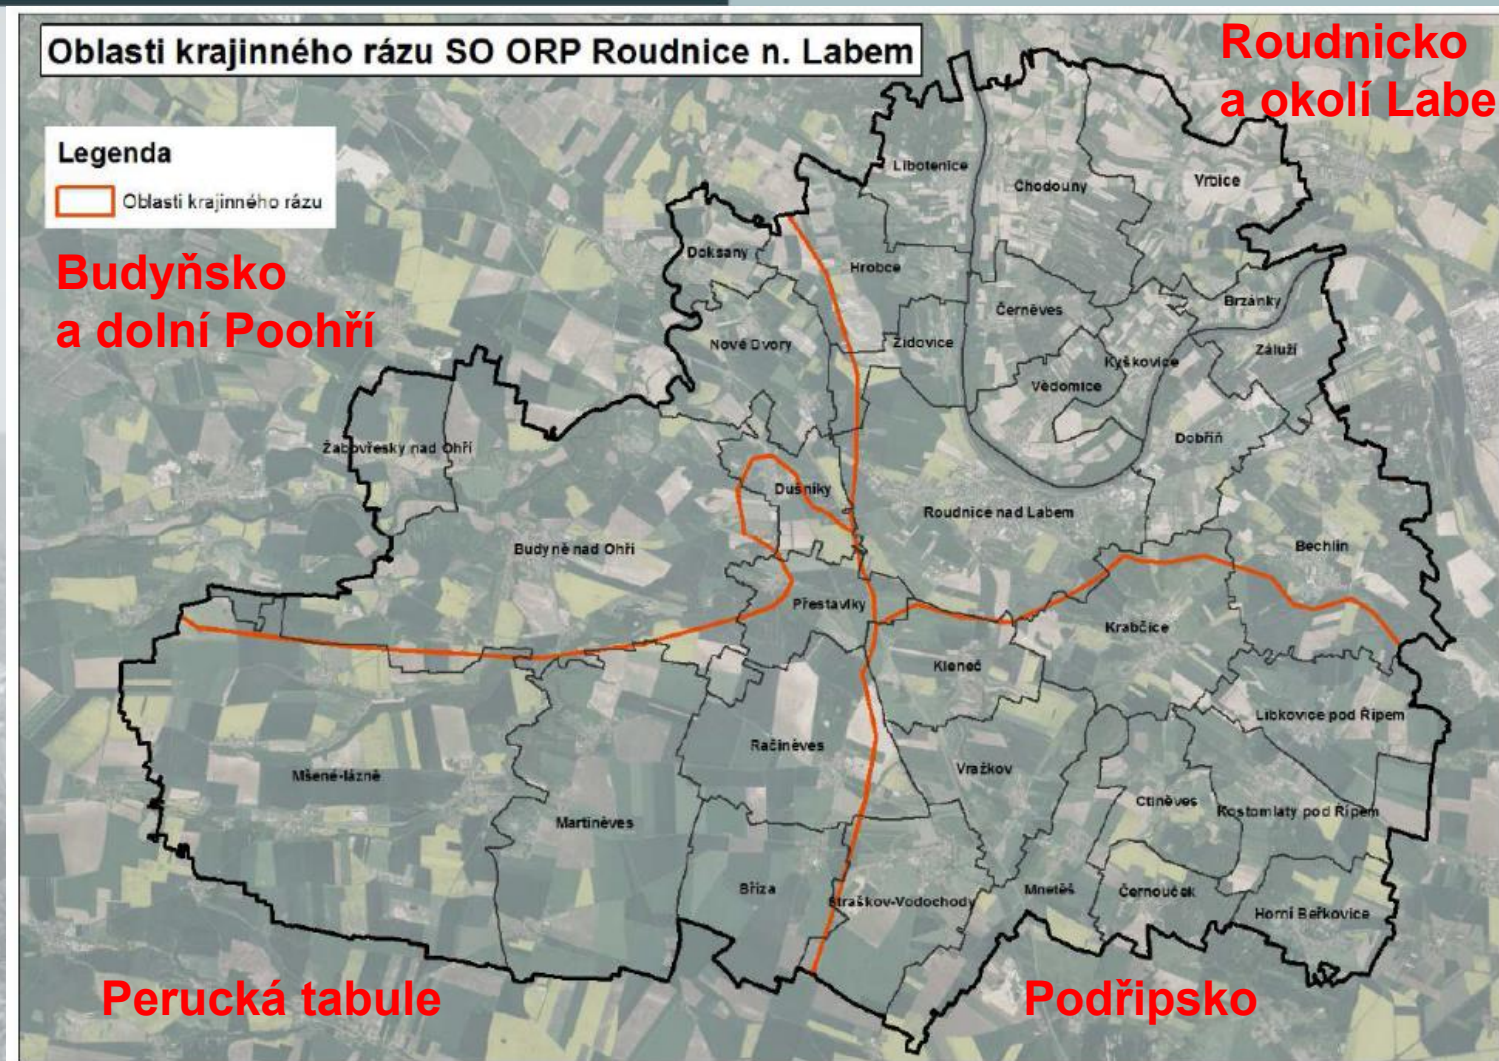 Oblasti krajinného rázu SO ORP Roudnice n. Labem
Roudnicko
a okolí Labe
Legenda
Oblasti krajinného rázu
Budyňsko
a dolní Poohří
Libotenice
Chodouny
Vrbice
Doksany
Hrobce
Brzánky
Černěves
Nové Dvory
Židovice
Kyškovice
Záluží
Vědomice
Žabovřesky nad Ohří
Dobříň
Dušníky
Roudnice nad Labem
Budyně nad Ohří
Bechlín
Přestavlky
Krabčice
Kleneč
Libkovice pod Řípem
Račiněves
Mšené-lázně
Vražkov
Ctiněves
Kostomlaty pod Řípem
Martiněves
Bříza
Straškov-Vodochody
Mnetěš
Černouček
Horní Beřkovice
Perucká tabule
Podřipsko